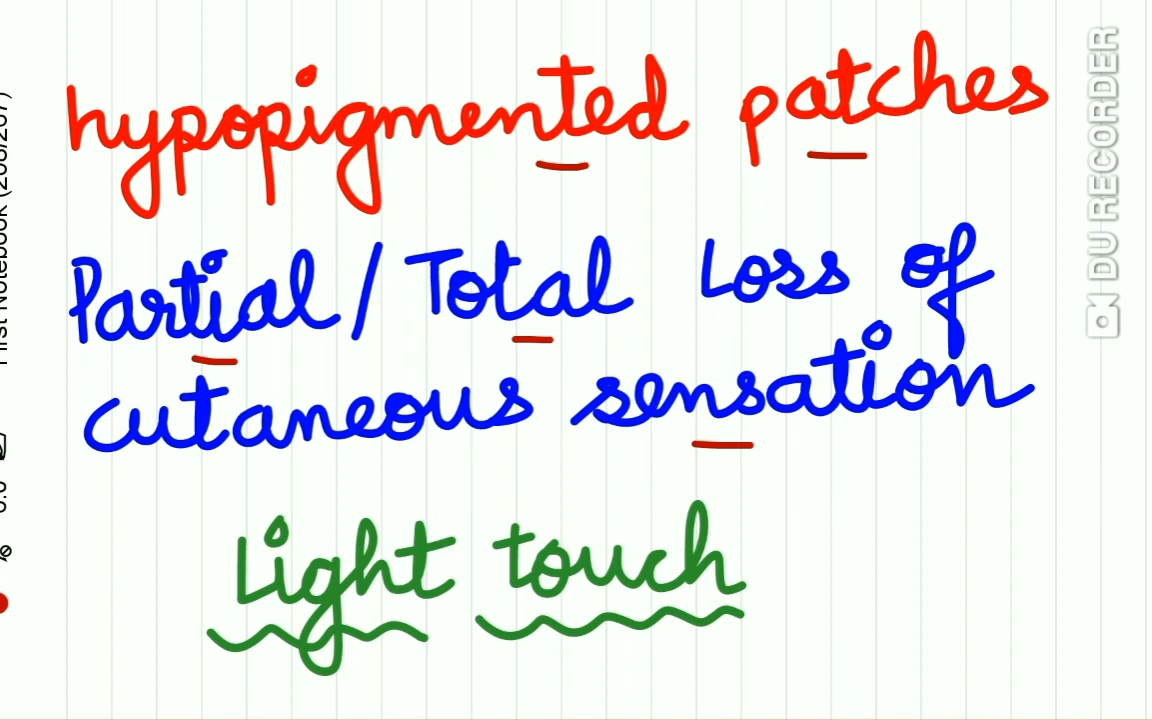 hypopigmented patches
Partial / Total Loss of
cutaneous sensation
Light touch
DU RECORDER